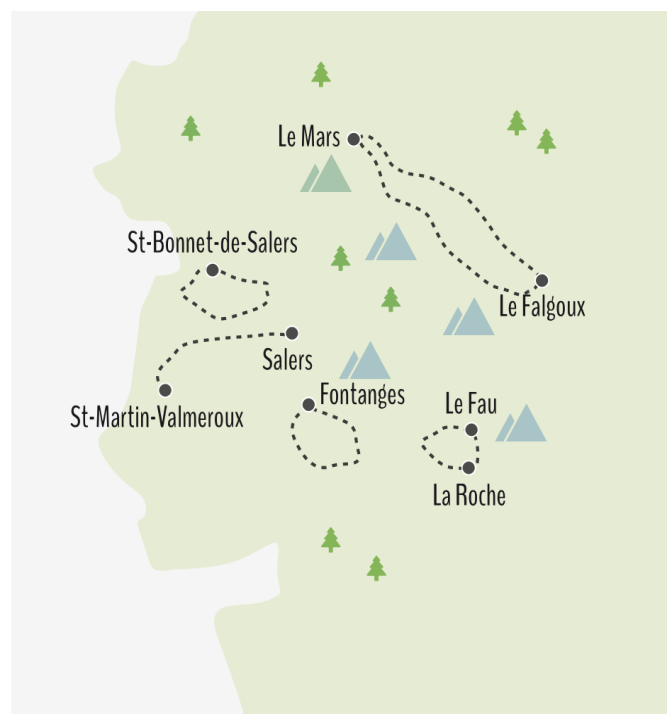 Le Mars
St-Bonnet-de-Salers
Le Falgoux
Salers
Fontanges
St-Martin-Valmeroux
Le Fau
La Roche